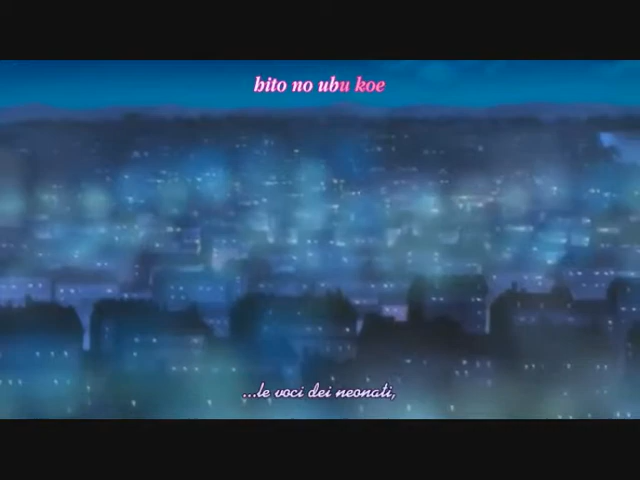 hito no ubu koe
...le voci dei neonati,